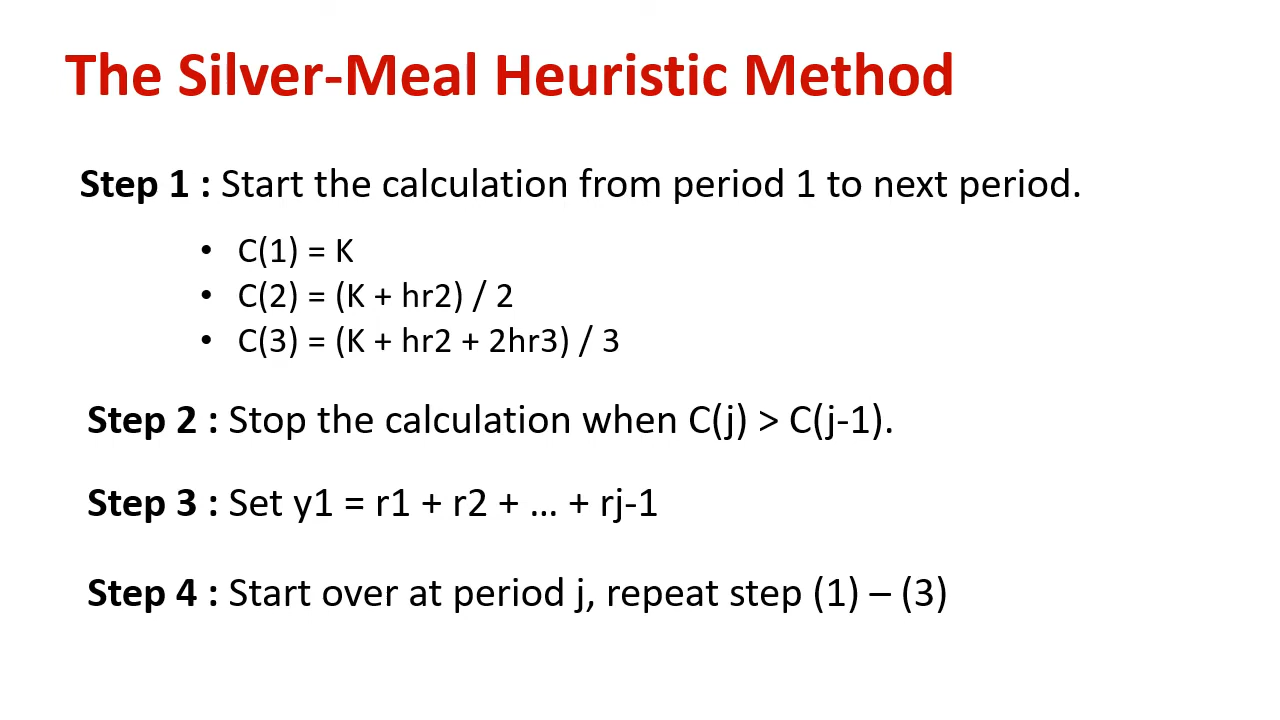 The Silver-Meal Heuristic Method
Step 1 : Start the calculation from period 1 to next period.
• C(1) = K
• C(2) = (K + hr2) / 2
• C(3) = (K + hr2 + 2hr3) / 3
Step 2 : Stop the calculation when C(j) > C(j-1).
Step 3 : Set y1 = r1 + r2 + … + rj-1
Step 4 : Start over at period j, repeat step (1) – (3)